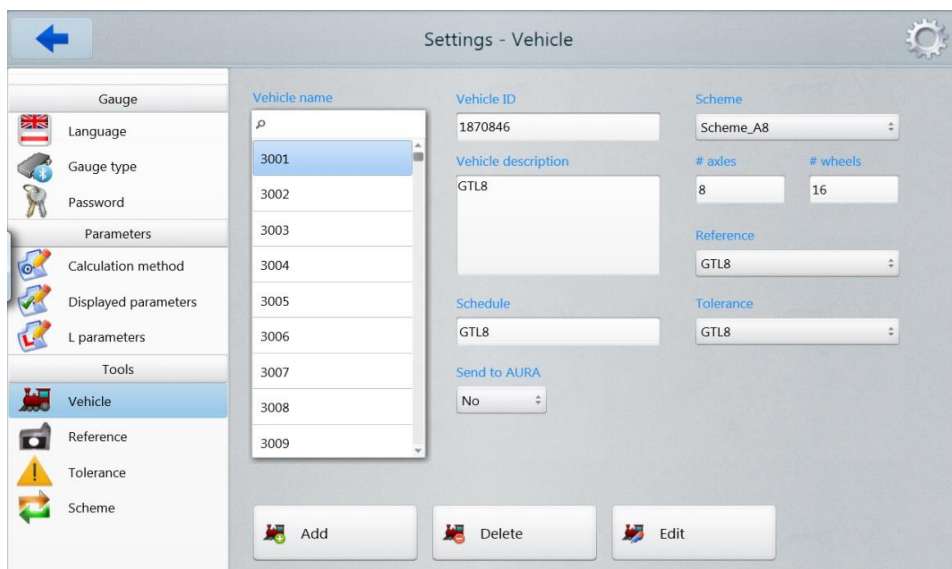 Settings - Vehicle
Gauge
Language
Gauge type
Password
Parameters
Calculation method
Displayed parameters
L parameters
Tools
Vehicle
Reference
Tolerance
Scheme
Vehicle name
3001
3002
3003
3004
3005
3006
3007
3008
3009
Vehicle ID
1870846
Vehicle description
GTL8
Schedule
GTL8
Send to AURA
No
Scheme
Scheme_A8
# axles
# wheels
8
16
Reference
GTL8
Tolerance
GTL8
Add
Delete
Edit